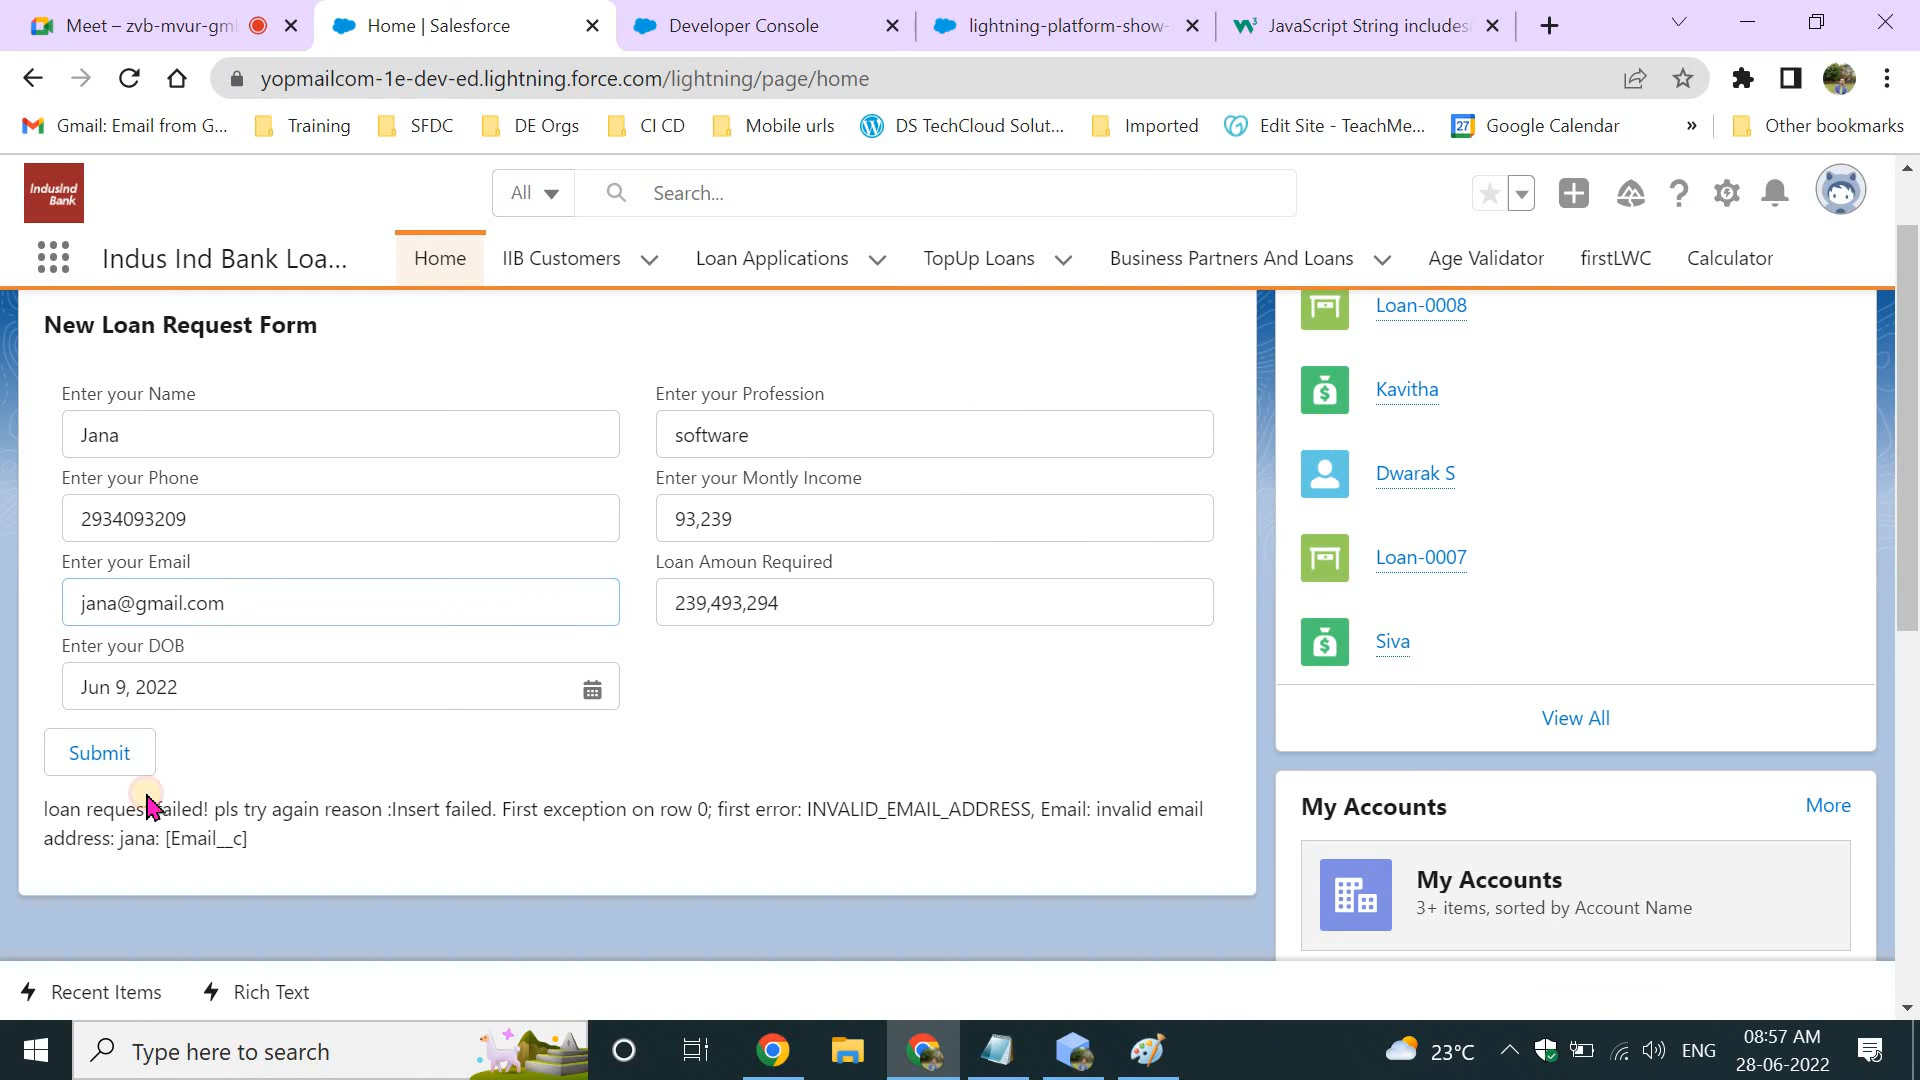 Meet – zvb-mvur-gml
Home | Salesforce
Developer Console
lightning-platform-show-
JavaScript String includes
yopmailcom-1e-dev-ed.lightning.force.com/lightning/page/home
Gmail: Email from G...
Training
SFDC
DE Orgs
CI CD
Mobile urls
DS TechCloud Solut...
Imported
Edit Site - TeachMe...
27
Google Calendar
»
Other bookmarks
IndusInd
Bank
All
Search...
Indus Ind Bank Loa...
Home
IIB Customers
Loan Applications
TopUp Loans
Business Partners And Loans
Age Validator
firstLWC
Calculator
New Loan Request Form
Enter your Name
Jana
Enter your Profession
software
Enter your Phone
2934093209
Enter your Montly Income
93,239
Enter your Email
jana@gmail.com
Loan Amoun Required
239,493,294
Enter your DOB
Jun 9, 2022
Submit
loan request failed! pls try again reason :Insert failed. First exception on row 0; first error: INVALID_EMAIL_ADDRESS, Email: invalid email
address: jana: [Email__c]
Loan-0008
Kavitha
Dwarak S
Loan-0007
Siva
View All
My Accounts
More
My Accounts
3+ items, sorted by Account Name
Recent Items
Rich Text
Type here to search
23°C
ENG
08:57 AM
28-06-2022